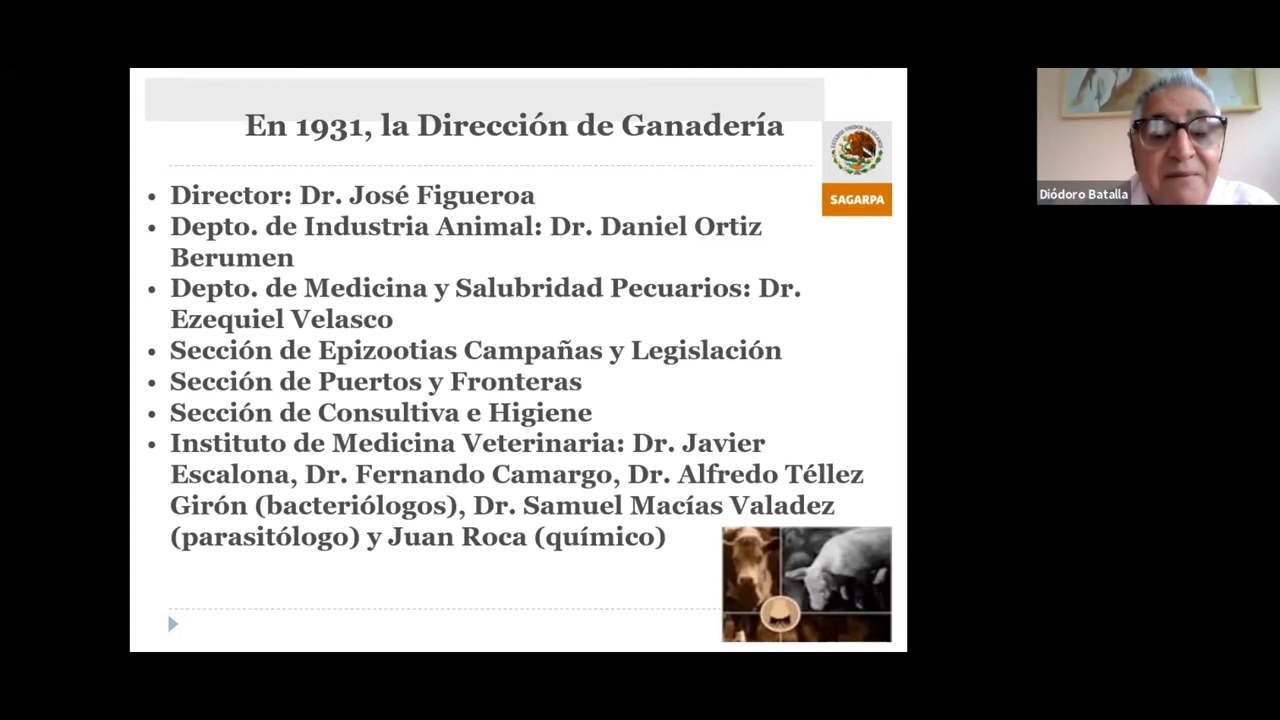 En 1931, la Dirección de Ganadería
ESTADOS UNIDOS MEXICANOS
SAGARPA
• Director: Dr. José Figueroa
• Depto. de Industria Animal: Dr. Daniel Ortiz
Berumen
• Depto. de Medicina y Salubridad Pecuarios: Dr.
Ezequiel Velasco
• Sección de Epizootias Campañas y Legislación
• Sección de Puertos y Fronteras
• Sección de Consultiva e Higiene
• Instituto de Medicina Veterinaria: Dr. Javier
Escalona, Dr. Fernando Camargo, Dr. Alfredo Téllez
Girón (bacteriólogos), Dr. Samuel Macías Valadez
(parasitólogo) y Juan Roca (químico)
Diódoro Batalla